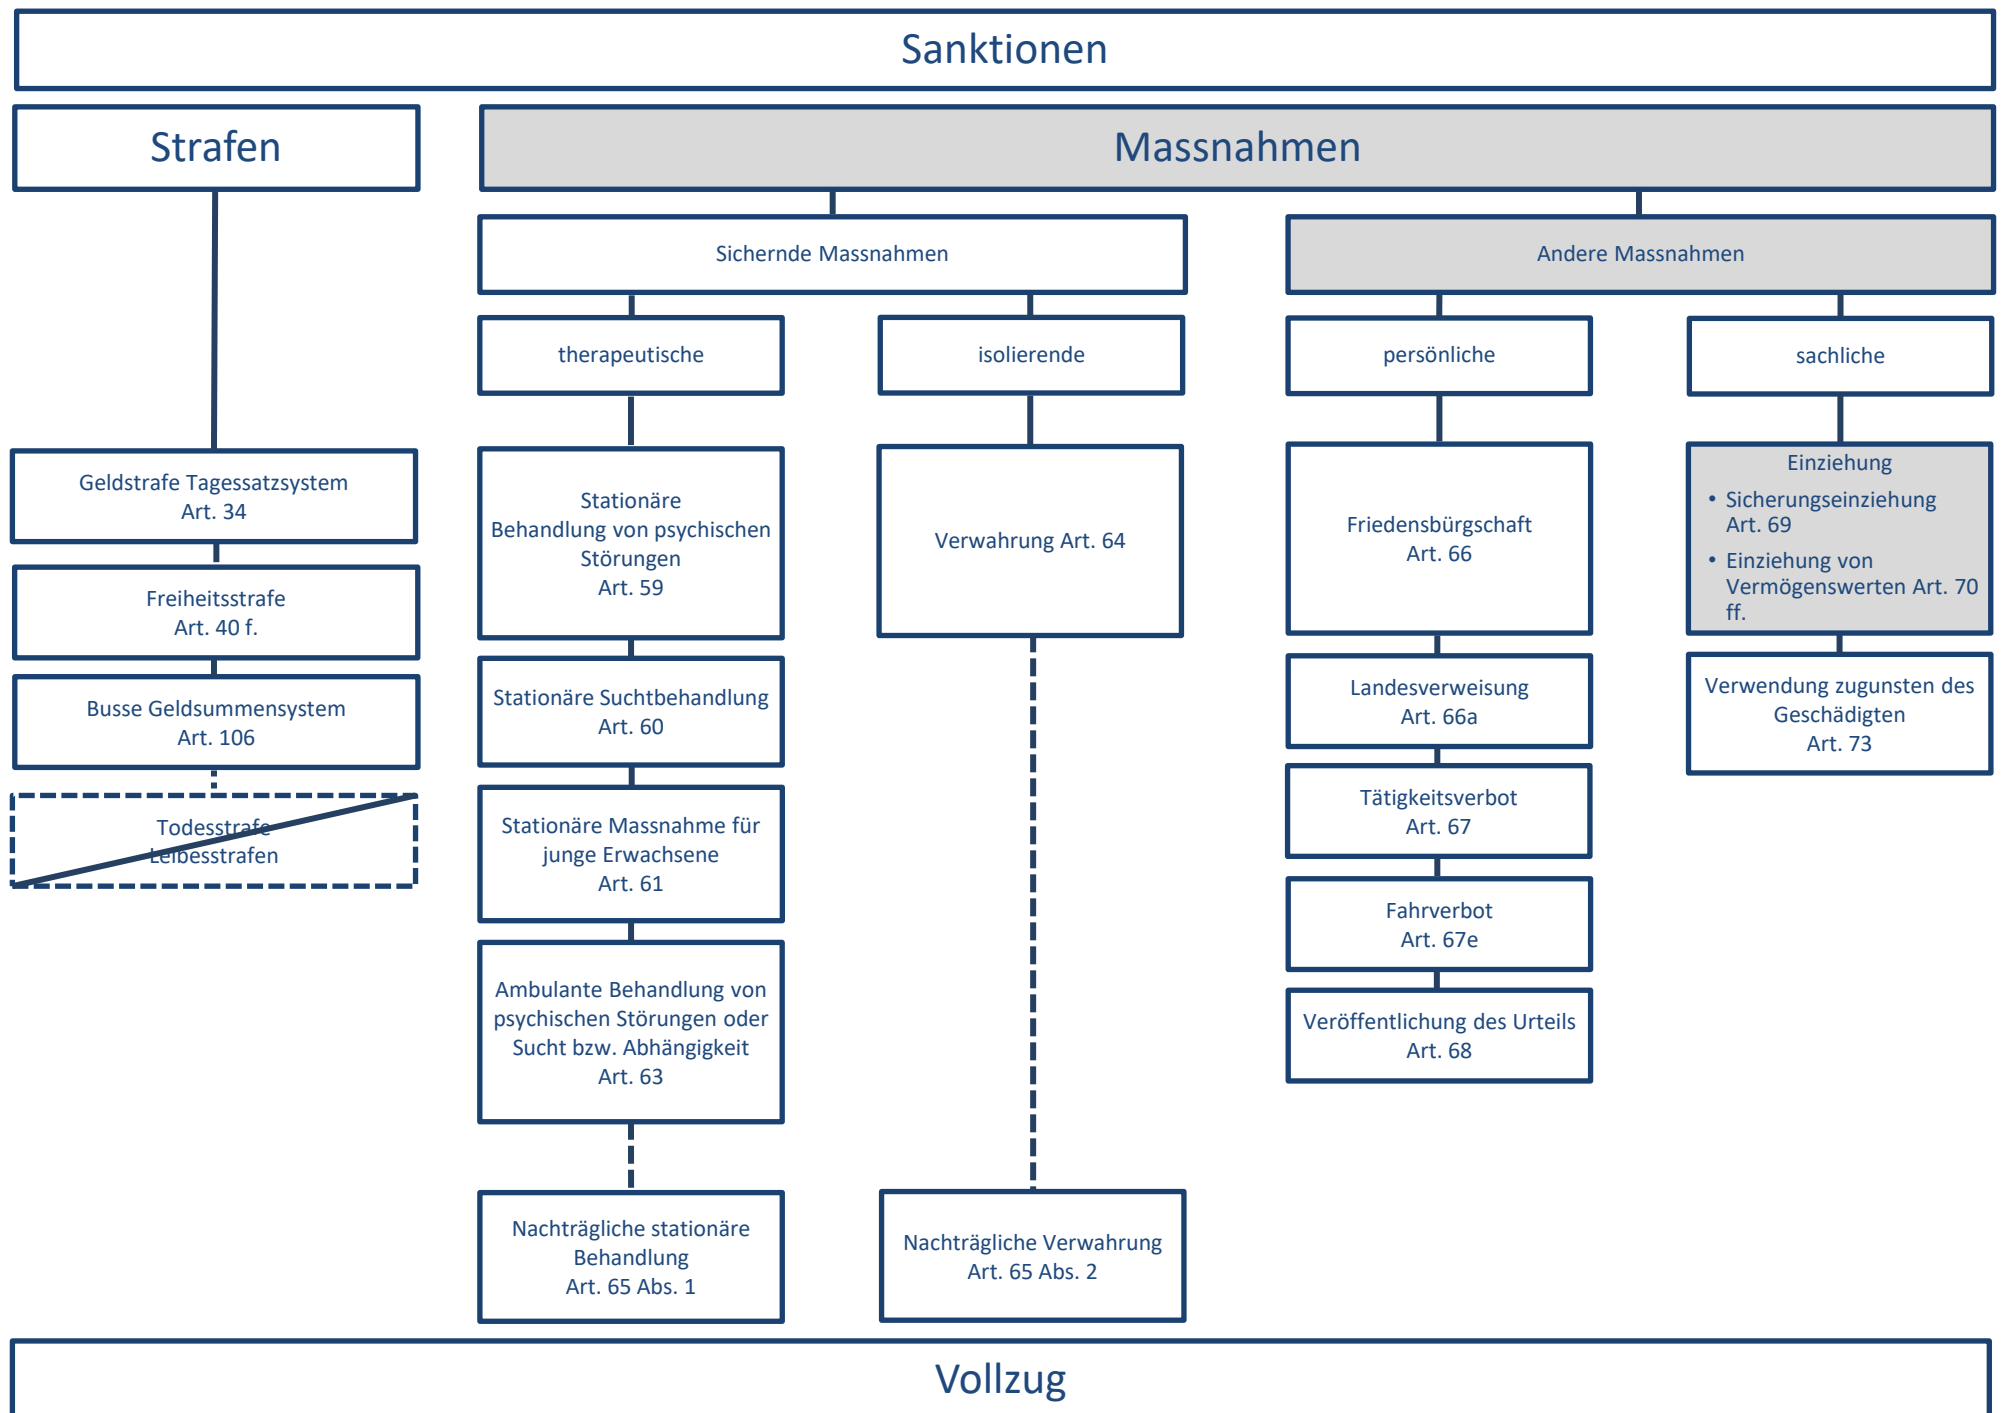 Sanktionen
Strafen
Massnahmen
Sichernde Massnahmen
Andere Massnahmen
therapeutische
isolierende
persönliche
sachliche
Geldstrafe Tagessatzsystem
Art. 34
Freiheitsstrafe
Art. 40 f.
Busse Geldsummensystem
Art. 106
Todesstrafe
Leibesstrafen
Stationäre
Behandlung von psychischen
Störungen
Art. 59
Stationäre Suchtbehandlung
Art. 60
Stationäre Massnahme für
junge Erwachsene
Art. 61
Ambulante Behandlung von
psychischen Störungen oder
Sucht bzw. Abhängigkeit
Art. 63
Nachträgliche stationäre
Behandlung
Art. 65 Abs. 1
Verwahrung Art. 64
Nachträgliche Verwahrung
Art. 65 Abs. 2
Friedensbürgschaft
Art. 66
Landesverweisung
Art. 66a
Tätigkeitsverbot
Art. 67
Fahrverbot
Art. 67e
Veröffentlichung des Urteils
Art. 68
Einziehung
• Sicherungseinziehung
Art. 69
• Einziehung von
Vermögenswerten Art. 70
ff.
Verwendung zugunsten des
Geschädigten
Art. 73
Vollzug